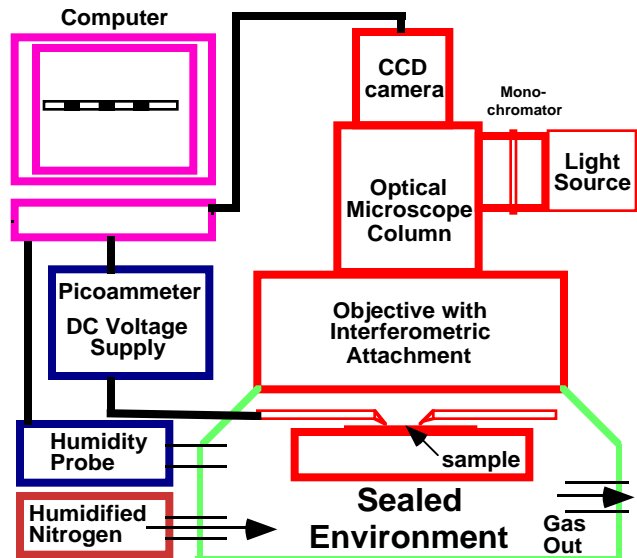 Computer
CCD
camera
Mono-
chromator
Light
Source
Optical
Microscope
Column
Picoammeter
DC Voltage
Supply
Objective with
Interferometric
Attachment
Humidity
Probe
sample
Humidified
Nitrogen
Sealed
Environment
Gas
Out